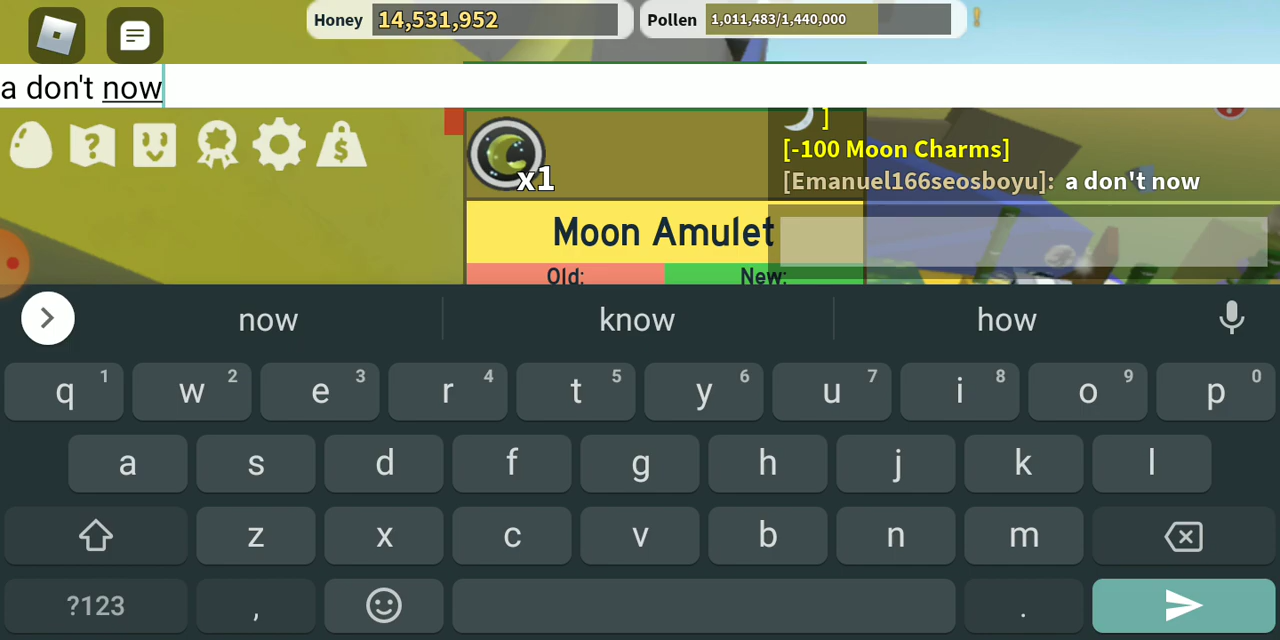 Honey 14,531,952 Pollen 1,011,483/1,440,000
a don't now
]
[-100 Moon Charms]
[Emanuel166seosboyu]: a don't now
x1
Moon Amulet
Old: New:
now know how
q 1 w 2 e 3 r 4 t 5 y 6 u 7 i 8 o 9 p 0
a s d f g h j k l
z x c v b n m
?123 , .